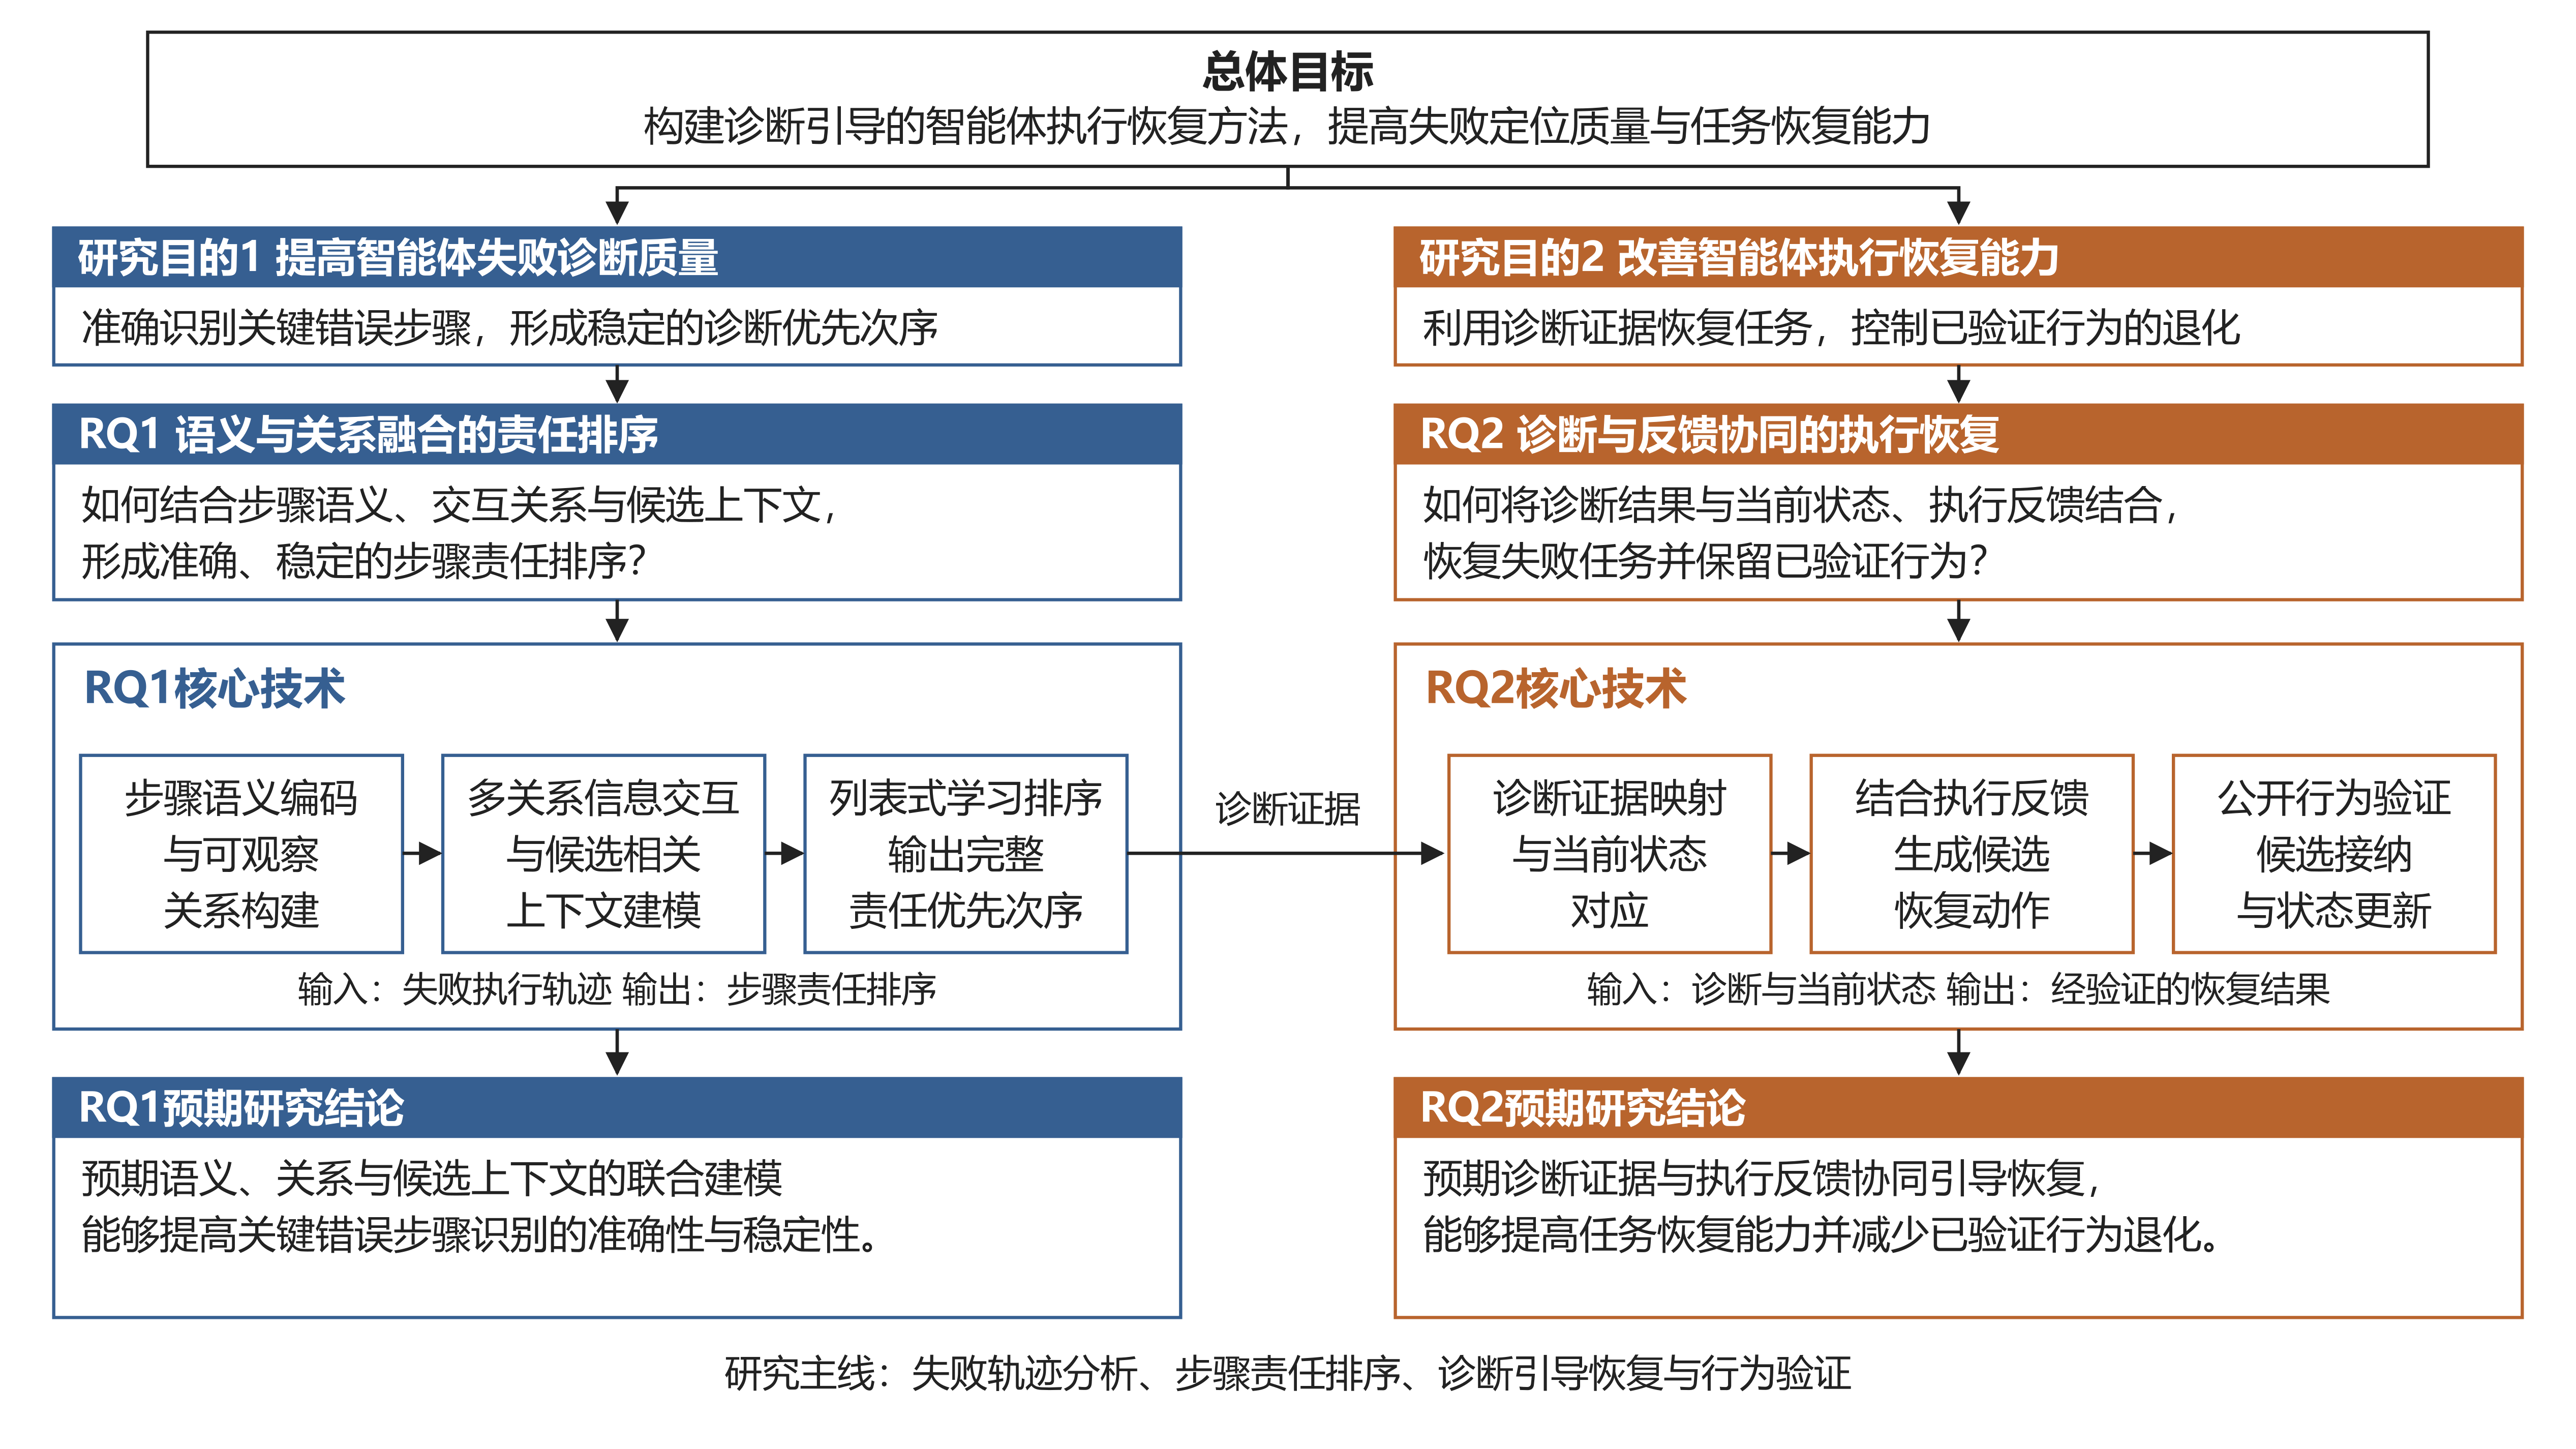 总体目标
构建诊断引导的智能体执行恢复方法，提高失败定位质量与任务恢复能力
研究目的1 提高智能体失败诊断质量
准确识别关键错误步骤，形成稳定的诊断优先次序
研究目的2 改善智能体执行恢复能力
利用诊断证据恢复任务，控制已验证行为的退化
RQ1 语义与关系融合的责任排序
如何结合步骤语义、交互关系与候选上下文，
形成准确、稳定的步骤责任排序？
RQ2 诊断与反馈协同的执行恢复
如何将诊断结果与当前状态、执行反馈结合，
恢复失败任务并保留已验证行为？
RQ1核心技术
步骤语义编码
与可观察
关系构建
多关系信息交互
与候选相关
上下文建模
列表式学习排序
输出完整
责任优先次序
输入：失败执行轨迹 输出：步骤责任排序
诊断证据
RQ2核心技术
诊断证据映射
与当前状态
对应
结合执行反馈
生成候选
恢复动作
公开行为验证
候选接纳
与状态更新
输入：诊断与当前状态 输出：经验证的恢复结果
RQ1预期研究结论
预期语义、关系与候选上下文的联合建模
能够提高关键错误步骤识别的准确性与稳定性。
RQ2预期研究结论
预期诊断证据与执行反馈协同引导恢复，
能够提高任务恢复能力并减少已验证行为退化。
研究主线：失败轨迹分析、步骤责任排序、诊断引导恢复与行为验证